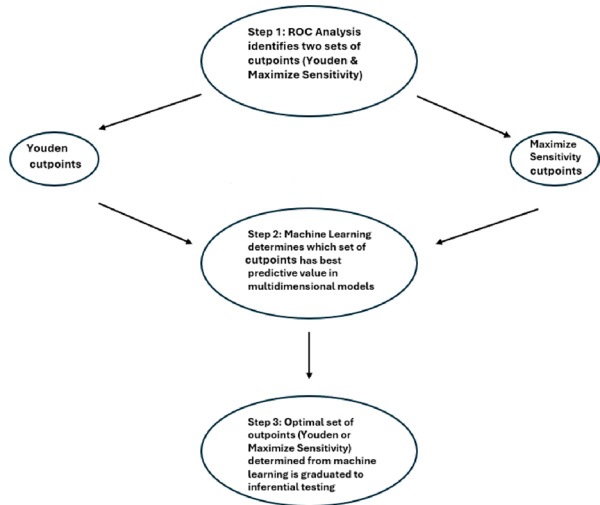 Step 1: ROC Analysis
identifies two sets of
cutpoints (Youden &
Maximize Sensitivity)
Youden
cutpoints
Maximize
Sensitivity
cutpoints
Step 2: Machine Learning
determines which set of
cutpoints has best
predictive value in
multidimensional models
Step 3: Optimal set of
outpoints (Youden or
Maximize Sensitivity)
determined from machine
learning is graduated to
inferential testing